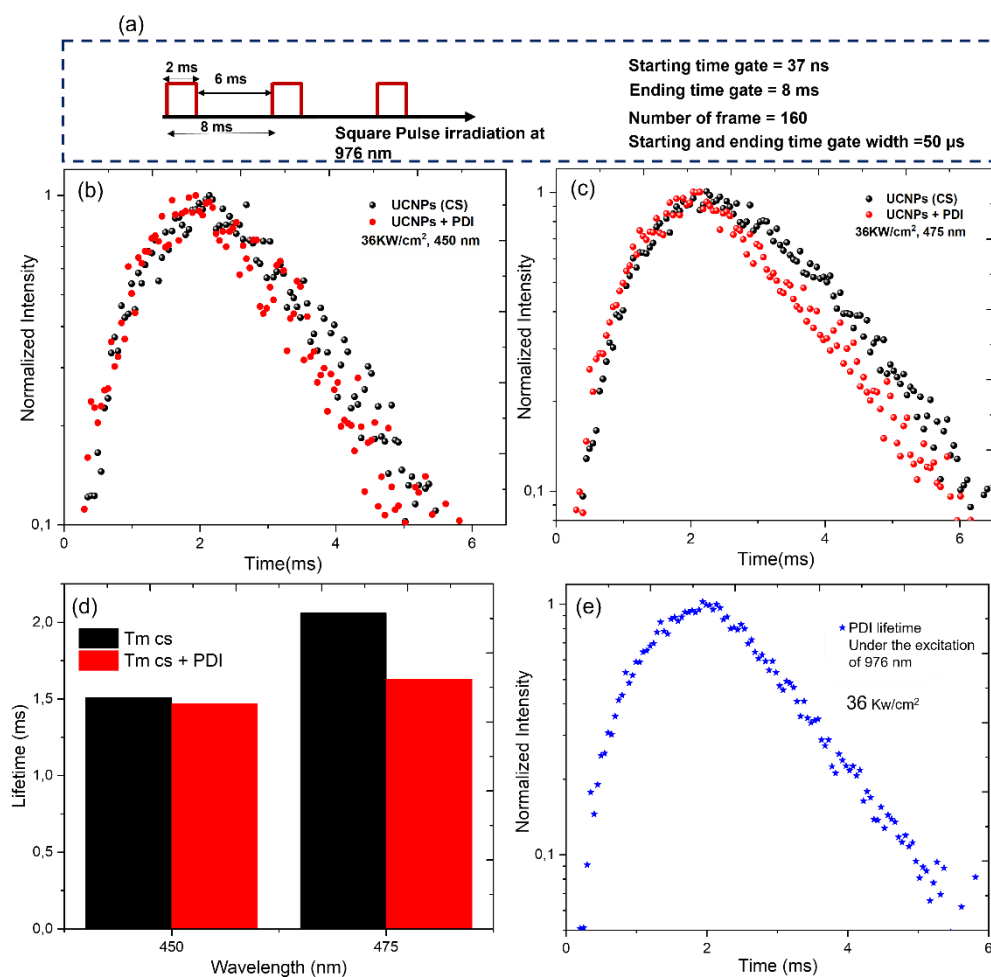 (a)
2 ms
6 ms
8 ms
Square Pulse irradiation at
976 nm
Starting time gate = 37 ns
Ending time gate = 8 ms
Number of frame = 160
Starting and ending time gate width =50 µs
(b)
UCNPs (CS)
UCNPs + PDI
36KW/cm², 450 nm
Normalized Intensity
1
0,1
0
2
4
6
Time(ms)
(c)
UCNPs (CS)
UCNPs + PDI
36KW/cm², 475 nm
Normalized Intensity
1
0,1
0
2
4
6
Time(ms)
(d)
Tm cs
Tm cs + PDI
Lifetime (ms)
2,0
1,5
1,0
0,5
0,0
450
475
Wavelength (nm)
(e)
PDI lifetime
Under the excitation
of 976 nm
36 Kw/cm²
Normalized Intensity
1
0,1
0
2
4
6
Time (ms)